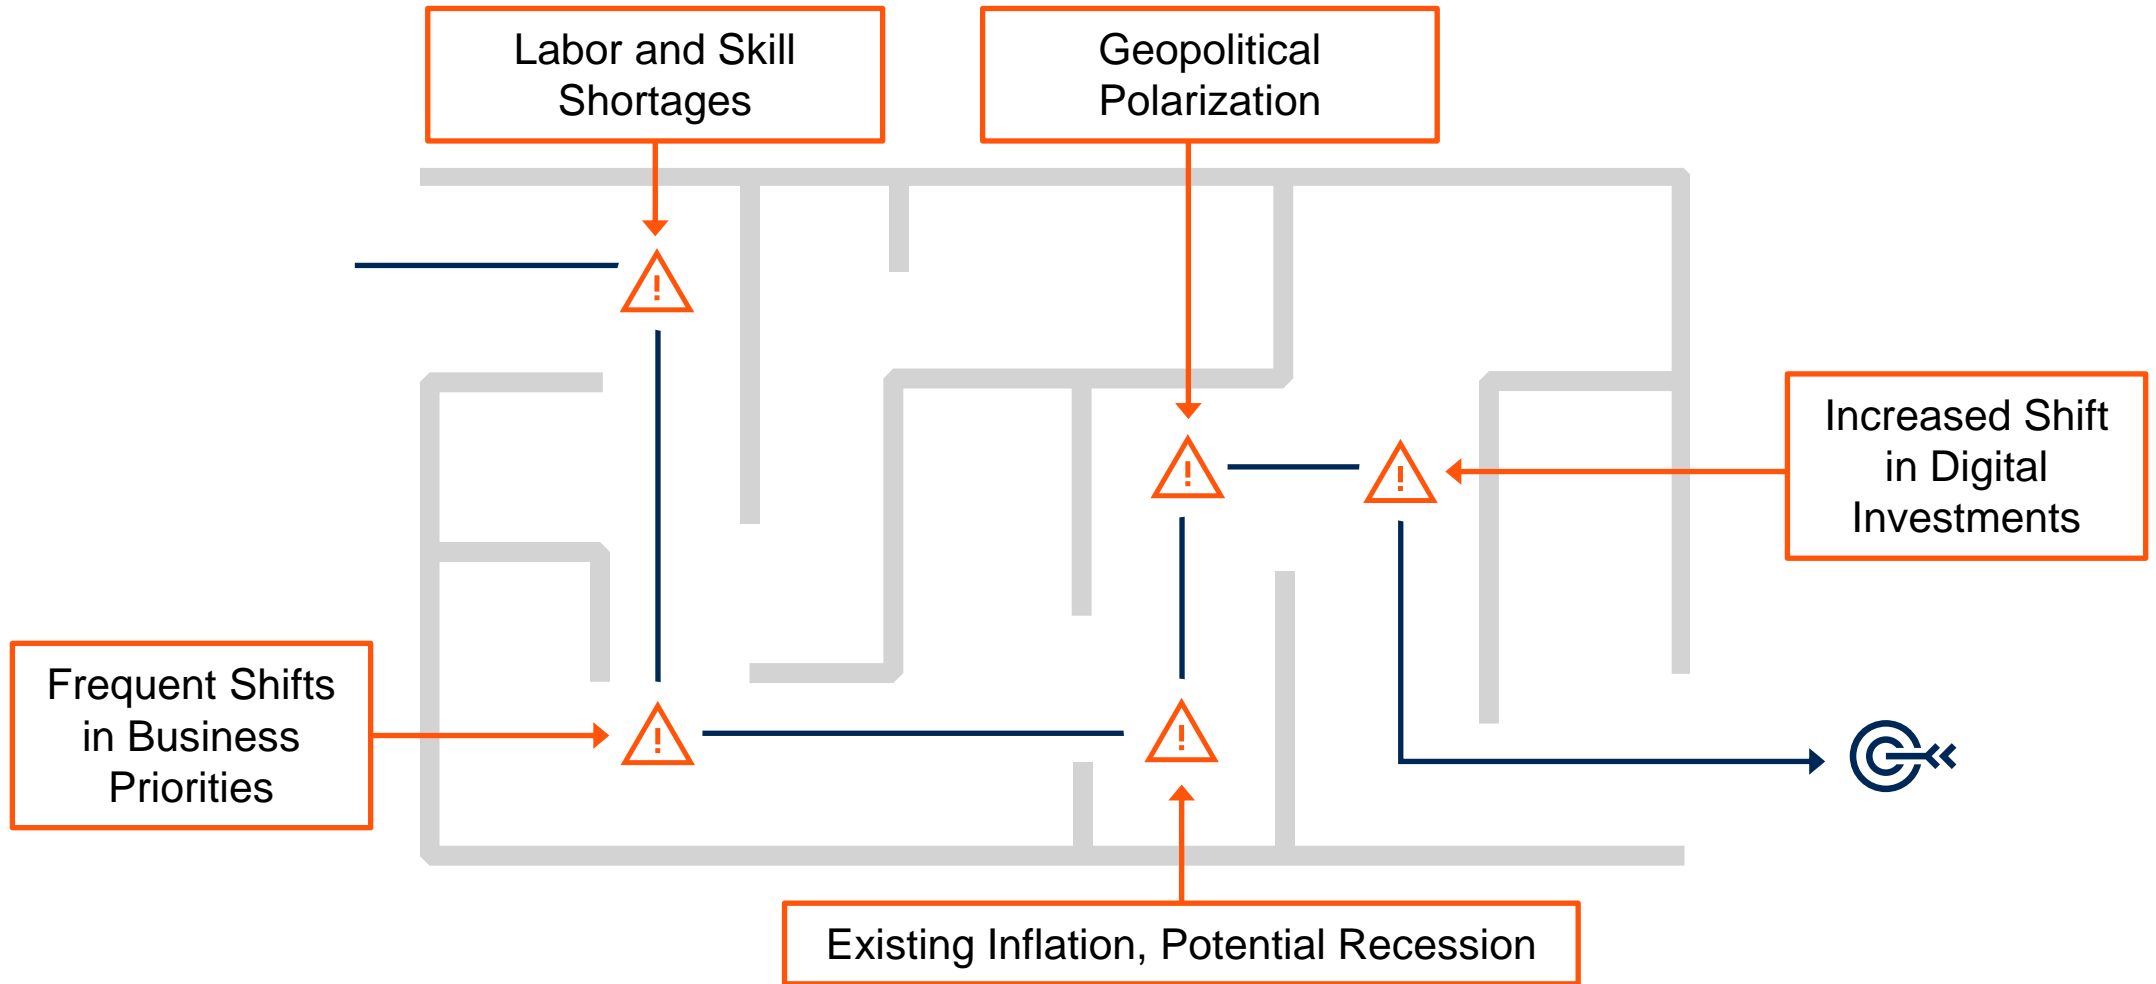 Labor and Skill
Shortages
Geopolitical
Polarization
Increased Shift
in Digital
Investments
Frequent Shifts
in Business
Priorities
Existing Inflation, Potential Recession